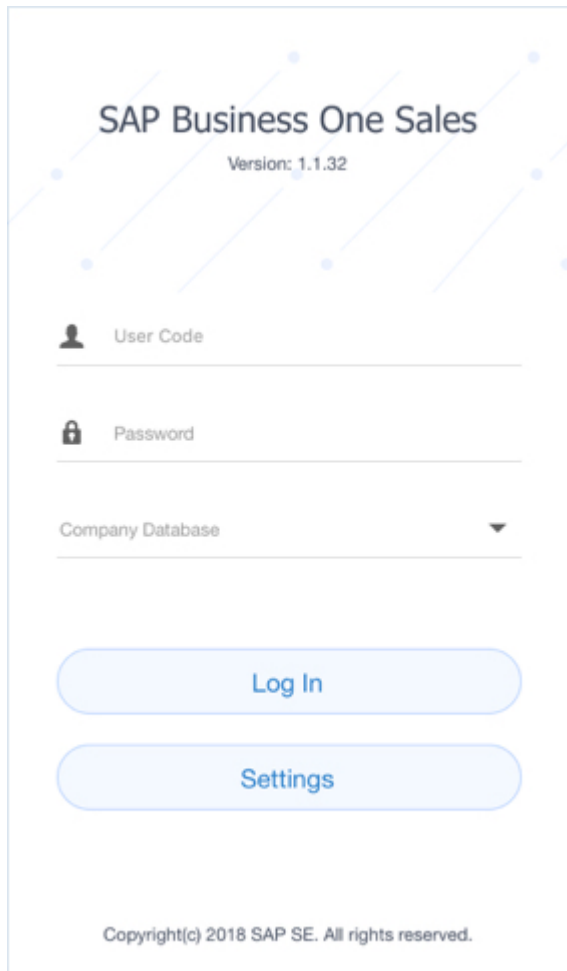 SAP Business One Sales
Version: 1.1.32
User Code
Password
Company Database
Log In
Settings
Copyright(c) 2018 SAP SE. All rights reserved.